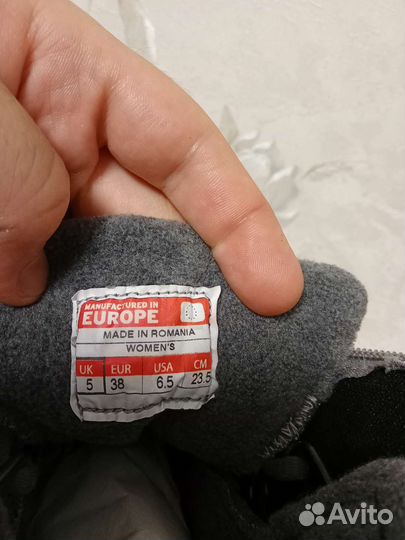 MANUFACTURED IN
EUROPE
MADE IN ROMANIA
WOMEN'S
UK EUR USA CM
5 38 6.5 23.5
Avito